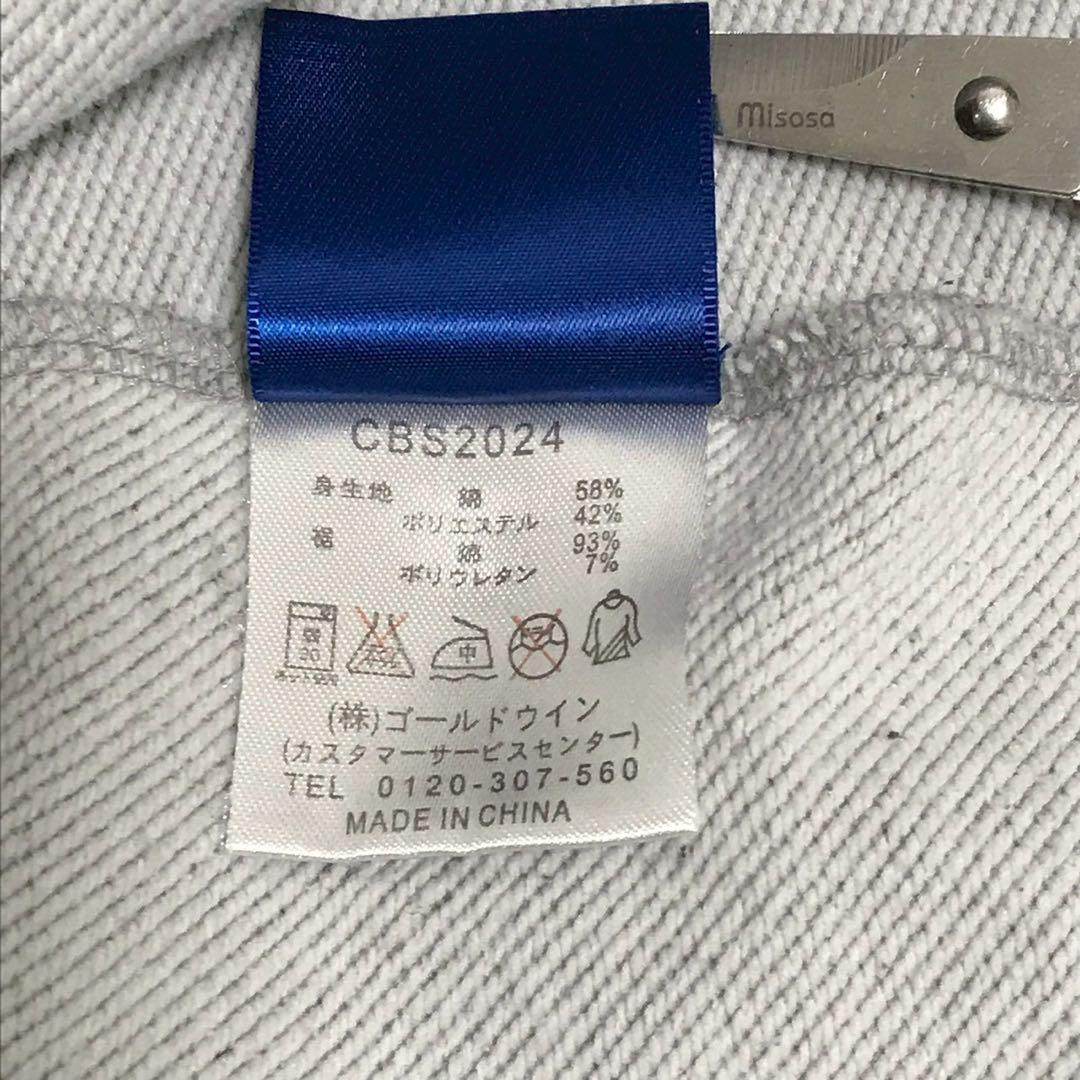 misosa
CBS2024
身生地 綿 58%
ポリエステル 42%
裾 綿 93%
ポリウレタン 7%
中
(株)ゴールドウイン
(カスタマーサービスセンター)
TEL 0120-307-560
MADE IN CHINA